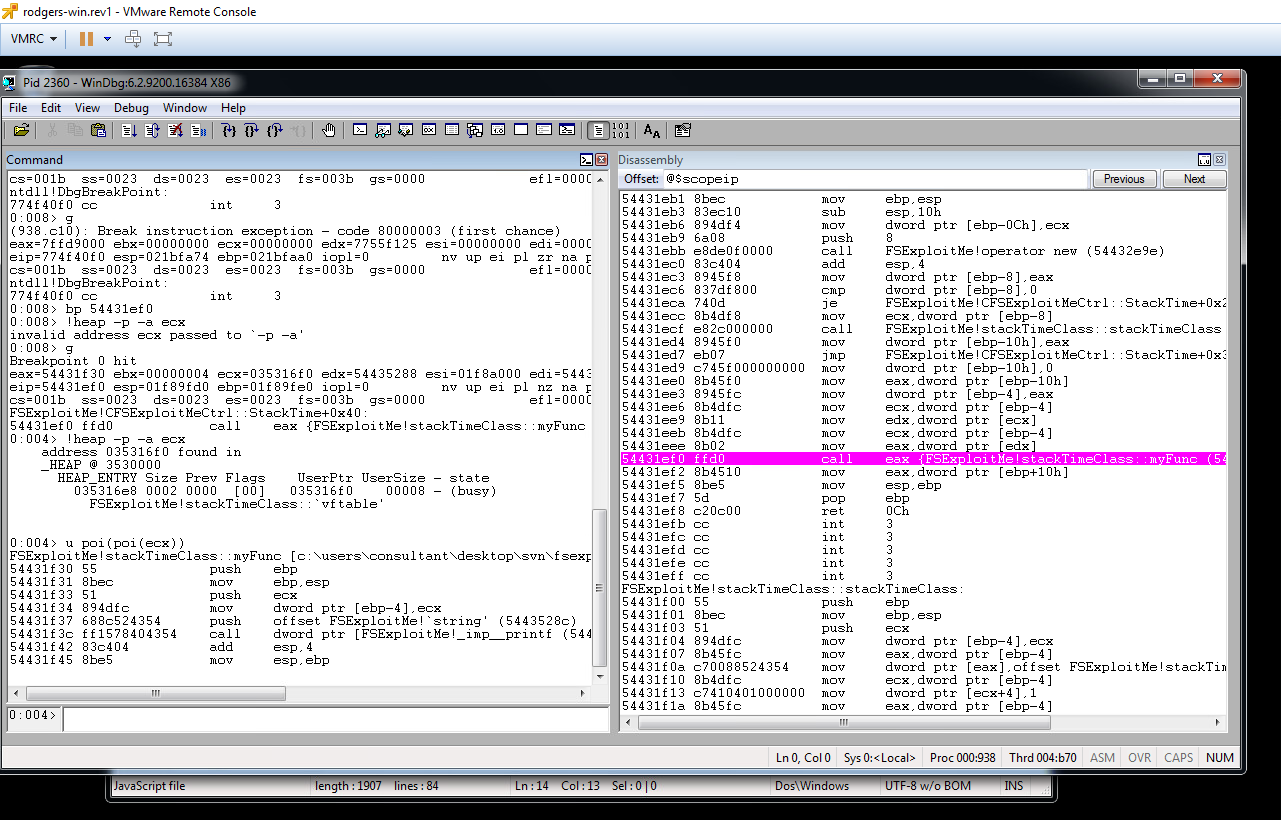 rodgers-win.rev1 - VMware Remote Console
VMRC
Pid 2360 - WinDbg:6.2.9200.16384 X86
File Edit View Debug Window Help
Command
cs=001b ss=0023 ds=0023 es=0023 fs=003b gs=0000 efl=0000
ntdll!DbgBreakPoint:
774f40f0 cc int 3
0:008> g
(938.c10): Break instruction exception - code 80000003 (first chance)
eax=7ffd9000 ebx=00000000 ecx=00000000 edx=7755f125 esi=00000000 edi=0000
eip=774f40f0 esp=021bfa74 ebp=021bfaa0 iopl=0 nv up ei pl zr na p
cs=001b ss=0023 ds=0023 es=0023 fs=003b gs=0000 efl=0000
ntdll!DbgBreakPoint:
774f40f0 cc int 3
0:008> bp 54431ef0
0:008> !heap -p -a ecx
invalid address ecx passed to `-p -a'
0:008> g
Breakpoint 0 hit
eax=54431f30 ebx=00000004 ecx=035316f0 edx=54435288 esi=01f8a000 edi=5443
eip=54431ef0 esp=01f89fd0 ebp=01f89fe0 iopl=0 nv up ei pl nz na p
cs=001b ss=0023 ds=0023 es=0023 fs=003b gs=0000 efl=0000
FSExploitMe!CFSExploitMeCtrl::StackTime+0x40:
54431ef0 ffd0 call eax {FSExploitMe!stackTimeClass::myFunc
0:004> !heap -p -a ecx
address 035316f0 found in
_HEAP @ 3530000
HEAP_ENTRY Size Prev Flags UserPtr UserSize - state
035316e8 0002 0000 [00] 035316f0 00008 - (busy)
FSExploitMe!stackTimeClass::`vftable'
0:004> u poi(poi(ecx))
FSExploitMe!stackTimeClass::myFunc [c:\users\consultant\desktop\svn\fsexp
54431f30 55 push ebp
54431f31 8bec mov ebp,esp
54431f33 51 push ecx
54431f34 894dfc mov dword ptr [ebp-4],ecx
54431f37 688c524354 push offset FSExploitMe!`string' (5443528c)
54431f3c ff1578404354 call dword ptr [FSExploitMe!_imp__printf (544
54431f42 83c404 add esp,4
54431f45 8be5 mov esp,ebp
0:004>
Disassembly
Offset: @$scopeip Previous Next
54431eb1 8bec mov ebp,esp
54431eb3 83ec10 sub esp,10h
54431eb6 894df4 mov dword ptr [ebp-0Ch],ecx
54431eb9 6a08 push 8
54431ebb e8de0f0000 call FSExploitMe!operator new (54432e9e)
54431ec0 83c404 add esp,4
54431ec3 8945f8 mov dword ptr [ebp-8],eax
54431ec6 837df800 cmp dword ptr [ebp-8],0
54431eca 740d je FSExploitMe!CFSExploitMeCtrl::StackTime+0x2
54431ecc 8b4df8 mov ecx,dword ptr [ebp-8]
54431ecf e82c000000 call FSExploitMe!stackTimeClass::stackTimeClass
54431ed4 8945f0 mov dword ptr [ebp-10h],eax
54431ed7 eb07 jmp FSExploitMe!CFSExploitMeCtrl::StackTime+0x3
54431ed9 c745f000000000 mov dword ptr [ebp-10h],0
54431ee0 8b45f0 mov eax,dword ptr [ebp-10h]
54431ee3 8945fc mov dword ptr [ebp-4],eax
54431ee6 8b4dfc mov ecx,dword ptr [ebp-4]
54431ee9 8b11 mov edx,dword ptr [ecx]
54431eeb 8b4dfc mov ecx,dword ptr [ebp-4]
54431eee 8b02 mov eax,dword ptr [edx]
54431ef0 ffd0 call eax {FSExploitMe!stackTimeClass::myFunc (54
54431ef2 8b4510 mov eax,dword ptr [ebp+10h]
54431ef5 8be5 mov esp,ebp
54431ef7 5d pop ebp
54431ef8 c20c00 ret 0Ch
54431efb cc int 3
54431efc cc int 3
54431efd cc int 3
54431efe cc int 3
54431eff cc int 3
FSExploitMe!stackTimeClass::stackTimeClass:
54431f00 55 push ebp
54431f01 8bec mov ebp,esp
54431f03 51 push ecx
54431f04 894dfc mov dword ptr [ebp-4],ecx
54431f07 8b45fc mov eax,dword ptr [ebp-4]
54431f0a c70088524354 mov dword ptr [eax],offset FSExploitMe!stackTim
54431f10 8b4dfc mov ecx,dword ptr [ebp-4]
54431f13 c7410401000000 mov dword ptr [ecx+4],1
54431f1a 8b45fc mov eax,dword ptr [ebp-4]
Ln 0, Col 0 Sys 0:<Local> Proc 000:938 Thrd 004:b70 ASM OVR CAPS NUM
JavaScript file length : 1907 lines : 84 Ln : 14 Col : 13 Sel : 0 | 0 Dos\Windows UTF-8 w/o BOM INS